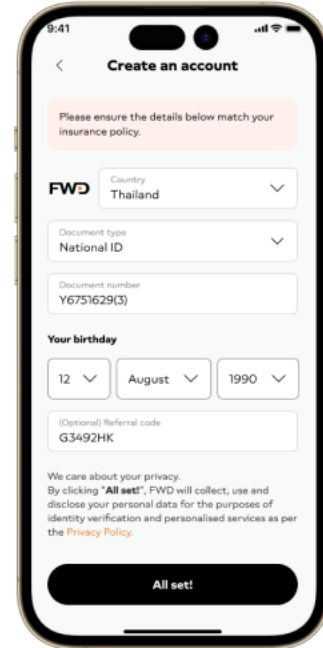 9:41
Create an account
Please ensure the details below match your
insurance policy.
FWD
Country
Thailand
Document type
National ID
Document number
Y6751629(3)
Your birthday
12
August
1990
(Optional) Referral code
G3492HK
We care about your privacy.
By clicking "All set!", FWD will collect, use and
disclose your personal data for the purposes of
identity verification and personalised services as per
the Privacy Policy.
All set!